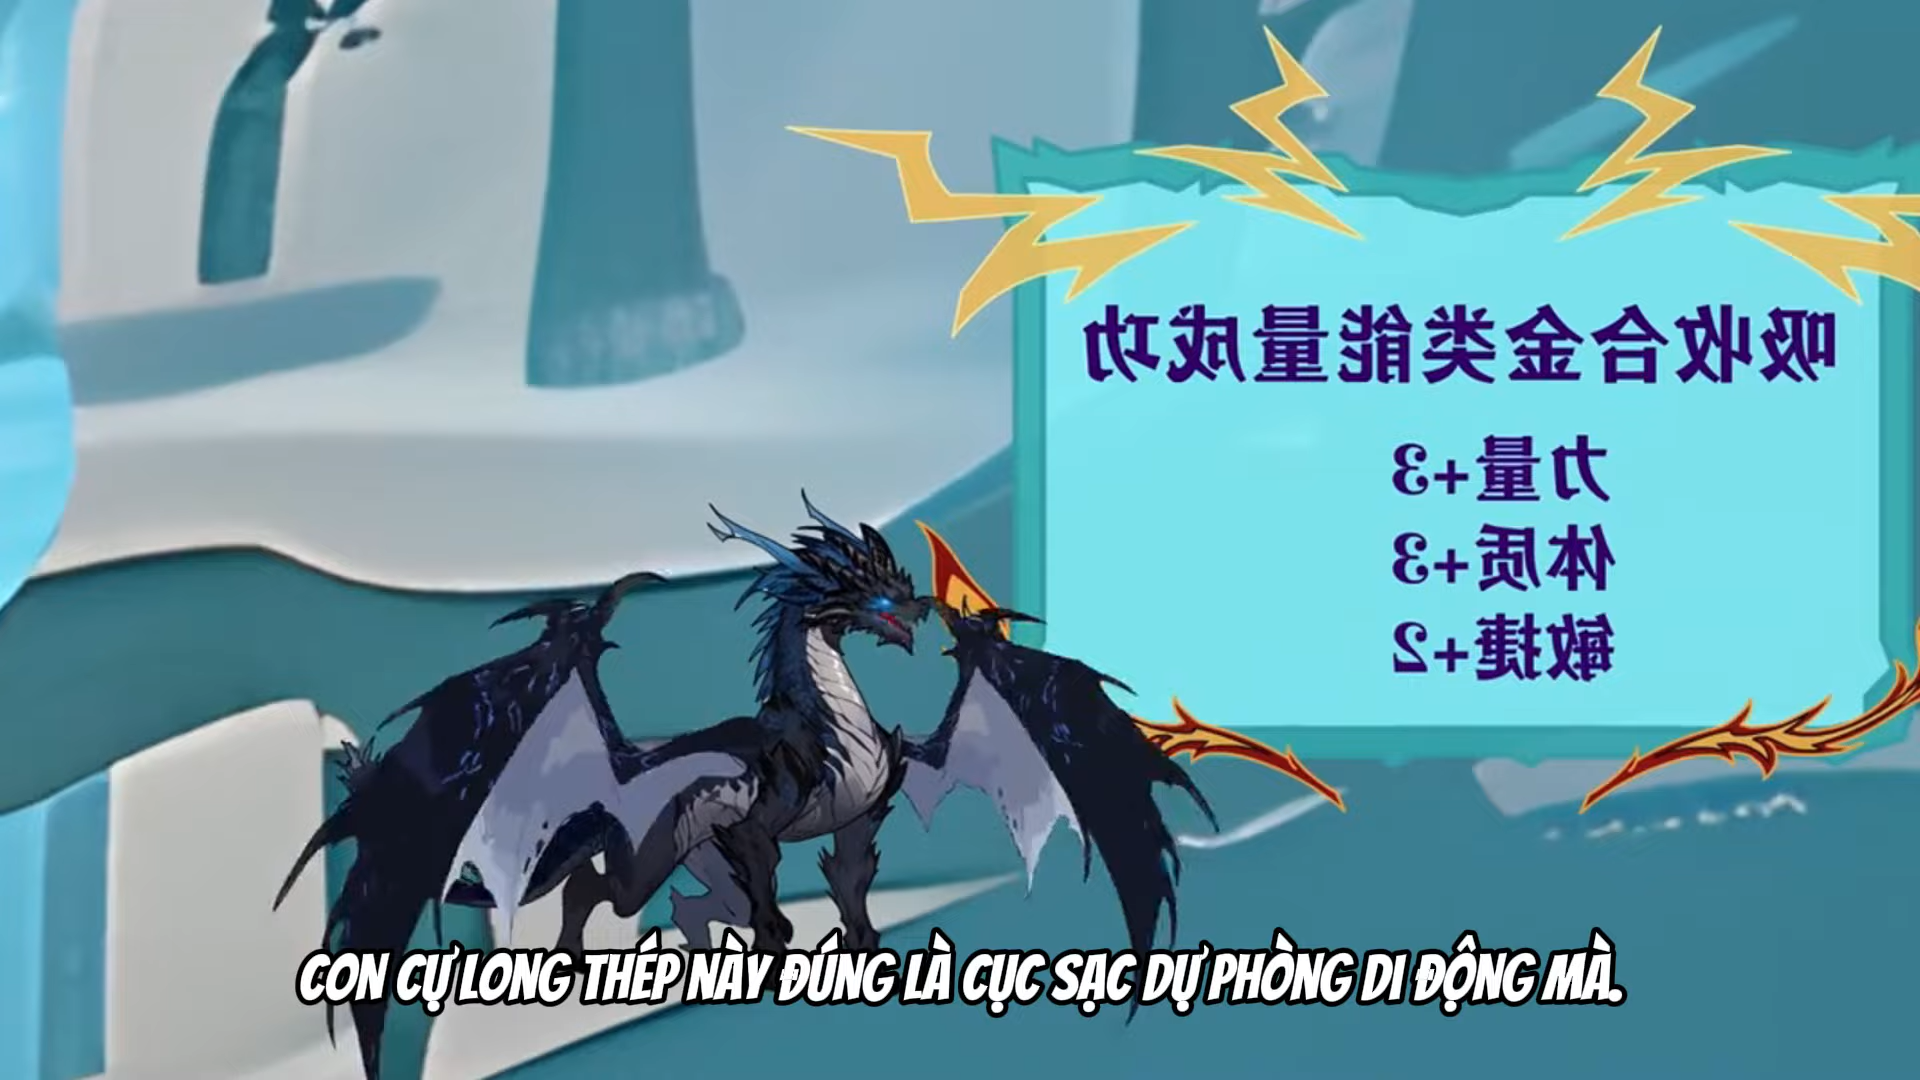 吸收合金类能量成功
力量+3
体质+3
敏捷+2
CON CỰ LONG THÉP NÀY ĐÚNG LÀ CỤC SẠC DỰ PHÒNG DI ĐỘNG MÀ.